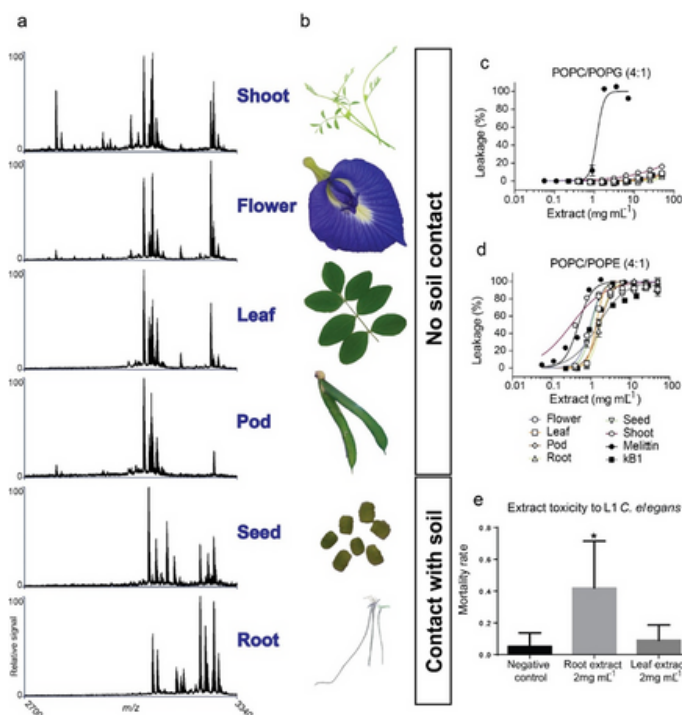 a
b
100
0
Shoot
100
0
Flower
100
0
Leaf
100
0
Pod
100
0
Seed
100
0
Root
Relative signal
2700
m/z
3340
No soil contact
Contact with soil
c
POPC/POPG (4:1)
Leakage (%)
100
80
60
40
20
0
0.01
0.1
1
10
100
Extract (mg mL⁻¹)
d
POPC/POPE (4:1)
Leakage (%)
100
80
60
40
20
0
0.01
0.1
1
10
100
Extract (mg mL⁻¹)
Flower
Leaf
Pod
Root
Seed
Shoot
Melittin
kB1
e
Extract toxicity to L1 C. elegans
Mortality rate
0.8
0.6
0.4
0.2
0.0
*
Negative control
Root extract 2mg mL⁻¹
Leaf extract 2mg mL⁻¹